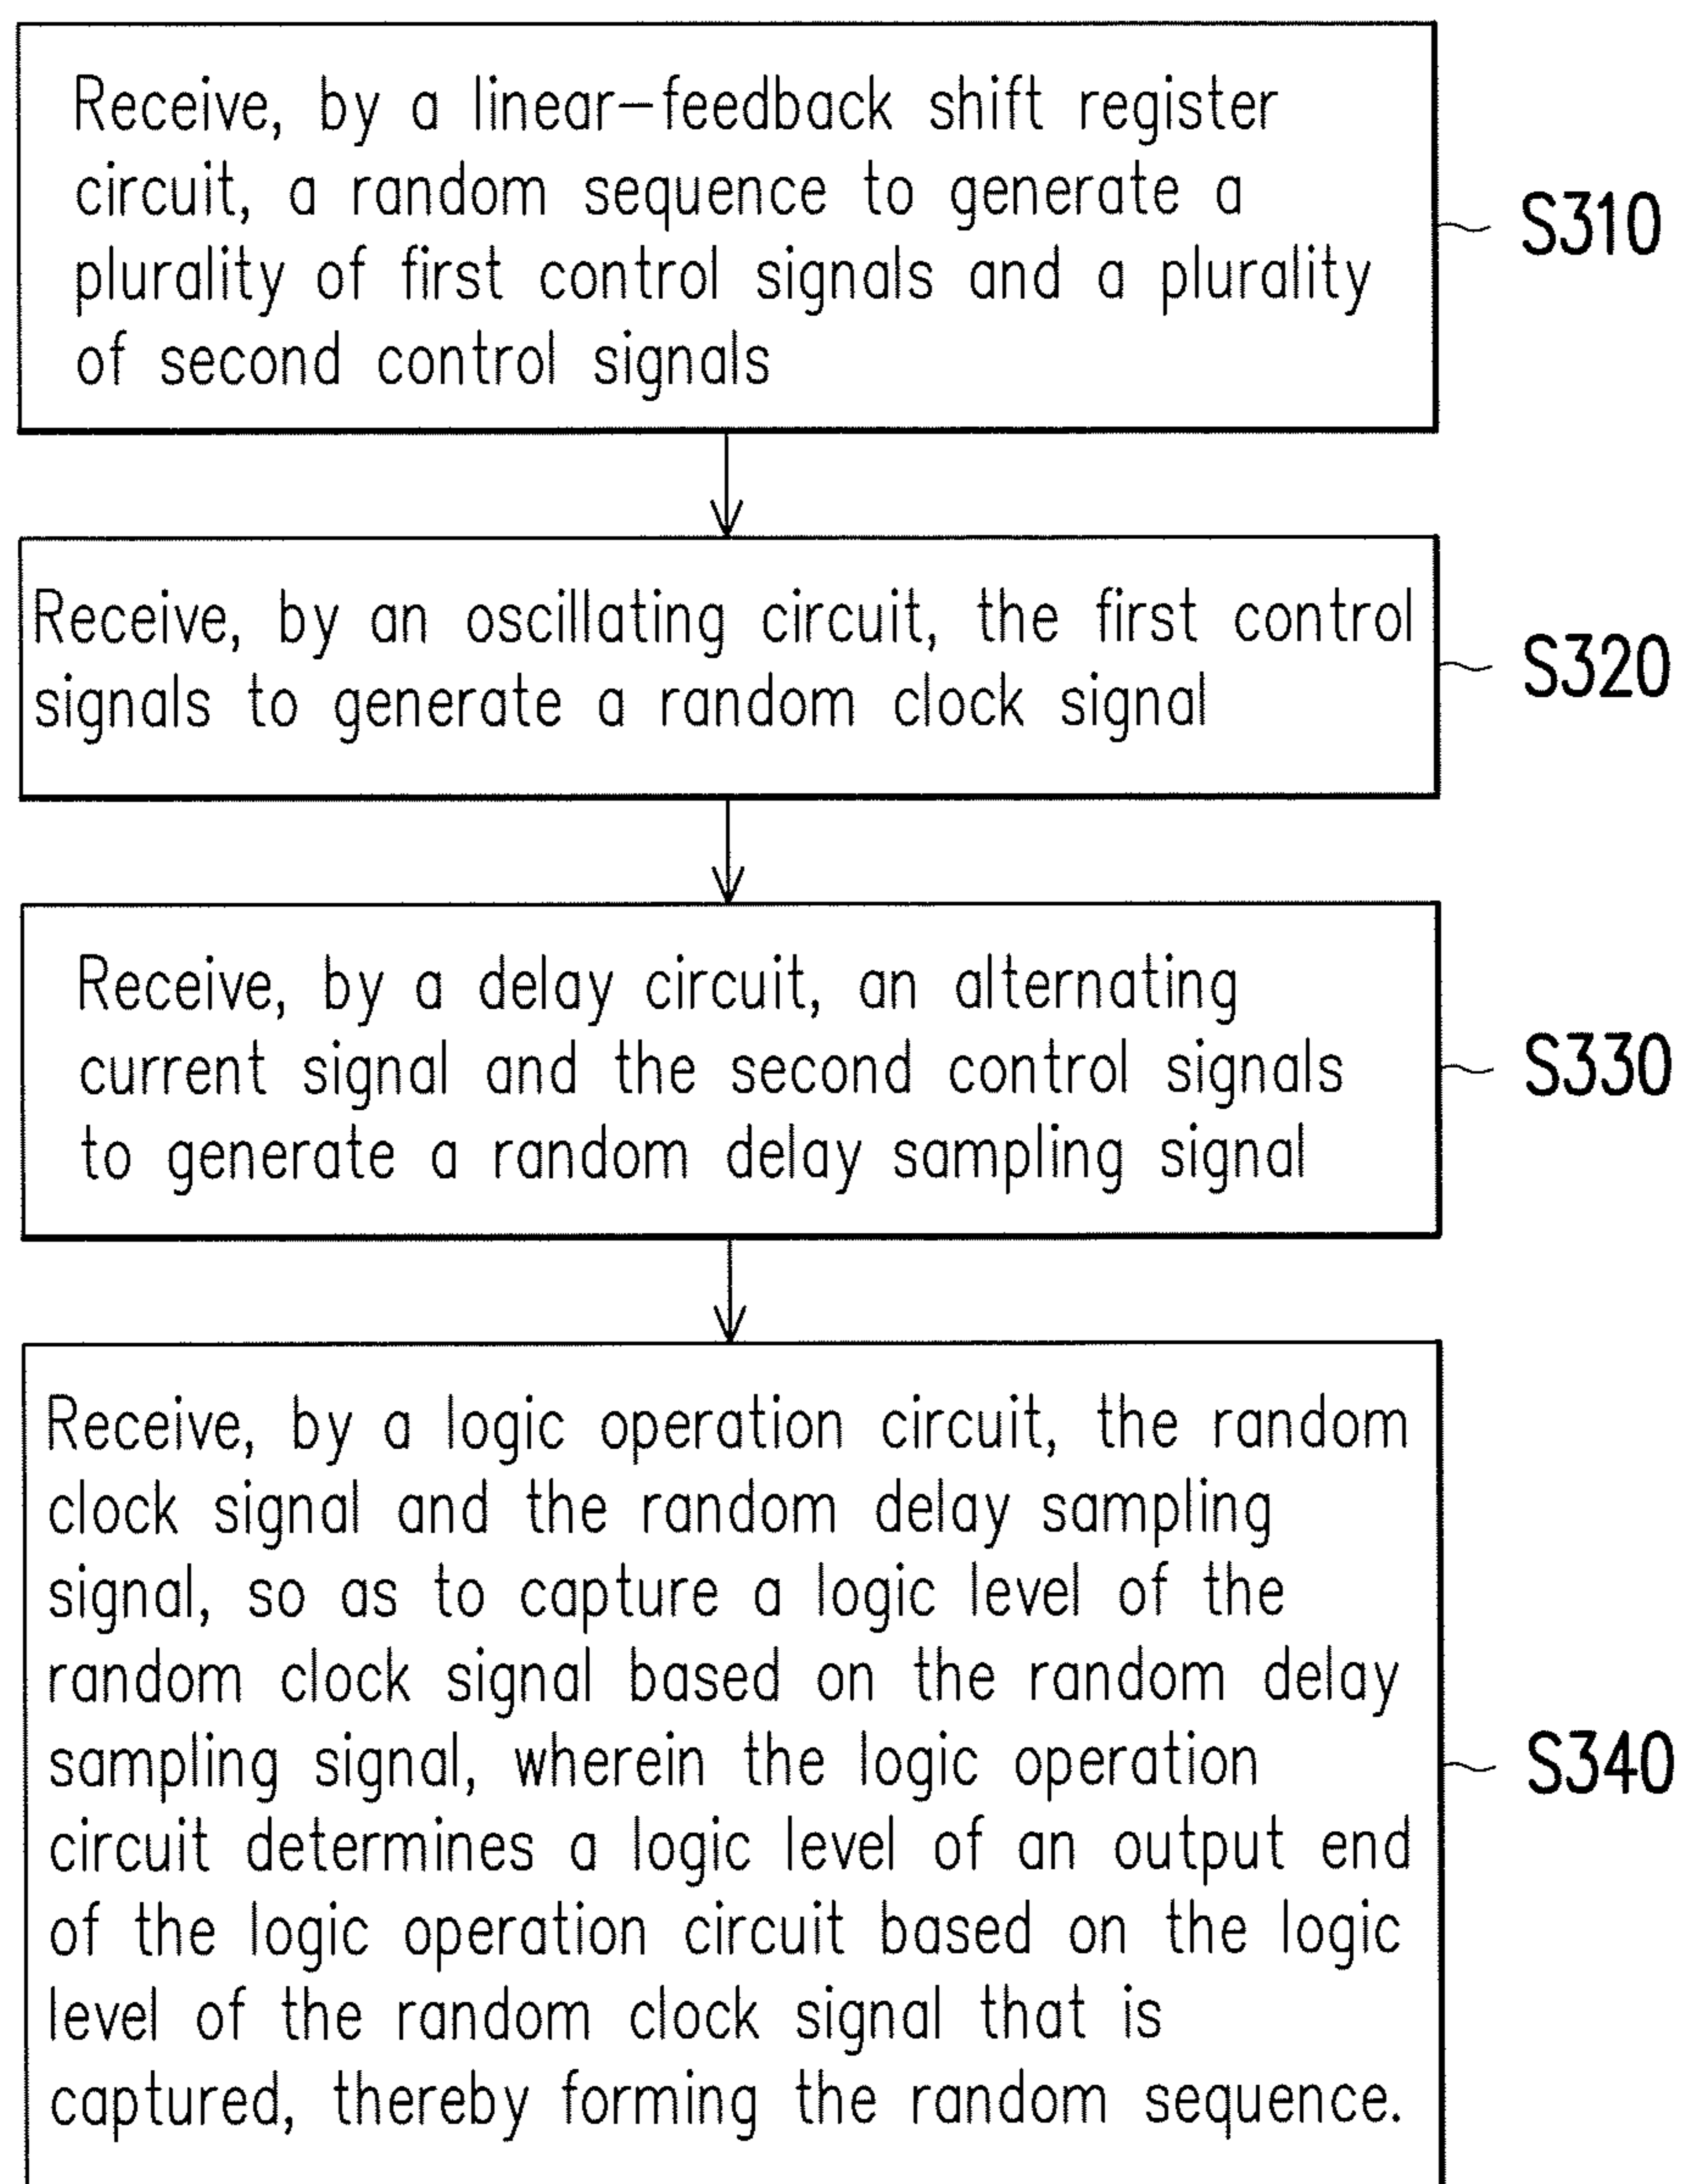 Receive, by a linear-feedback shift register
circuit, a random sequence to generate a
plurality of first control signals and a plurality
of second control signals
S310
Receive, by an oscillating circuit, the first control
signals to generate a random clock signal
S320
Receive, by a delay circuit, an alternating
current signal and the second control signals
to generate a random delay sampling signal
S330
Receive, by a logic operation circuit, the random
clock signal and the random delay sampling
signal, so as to capture a logic level of the
random clock signal based on the random delay
sampling signal, wherein the logic operation
circuit determines a logic level of an output end
of the logic operation circuit based on the logic
level of the random clock signal that is
captured, thereby forming the random sequence.
S340